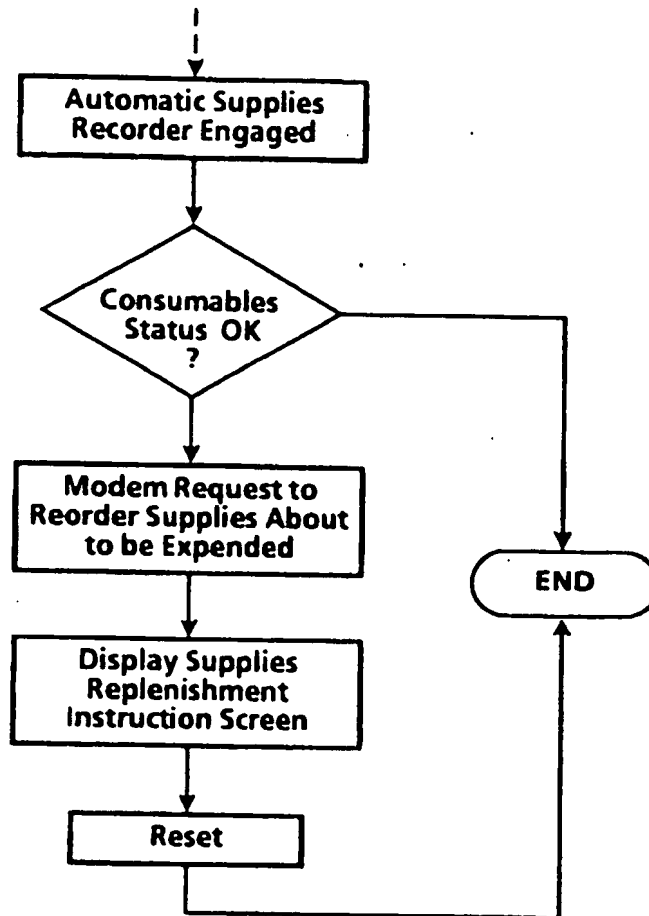 Automatic Supplies
Recorder Engaged
Consumables
Status OK
?
Modem Request to
Reorder Supplies About
to be Expended
END
Display Supplies
Replenishment
Instruction Screen
Reset